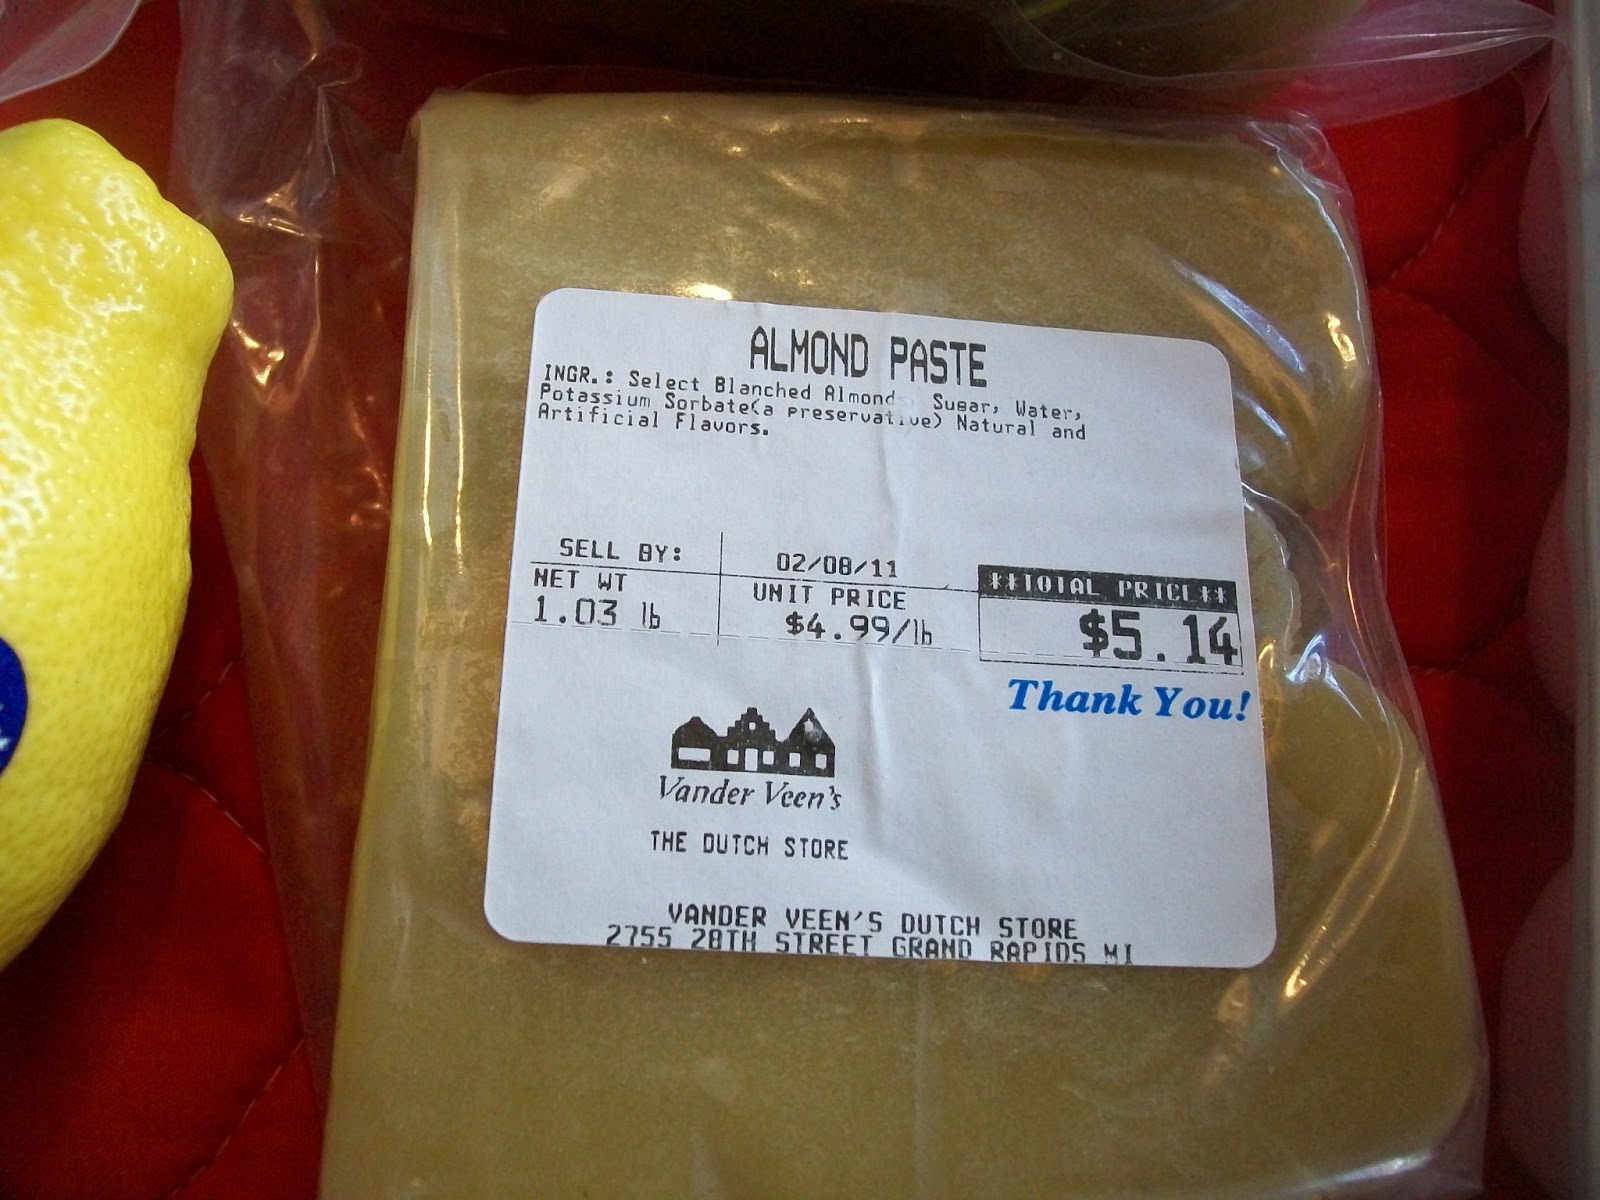 ALMOND PASTE
INGR.: Select Blanched Almond Sugar, Water,
Potassium Sorbate(a preservative) Natural and
Artificial Flavors.
SELL BY: 02/08/11
NET WT UNIT PRICE **TOTAL PRICE**
1.03 lb $4.99/lb $5.14
Thank You!
Vander Veen's
THE DUTCH STORE
VANDER VEEN'S DUTCH STORE
2755 28TH STREET GRAND RAPIDS MI